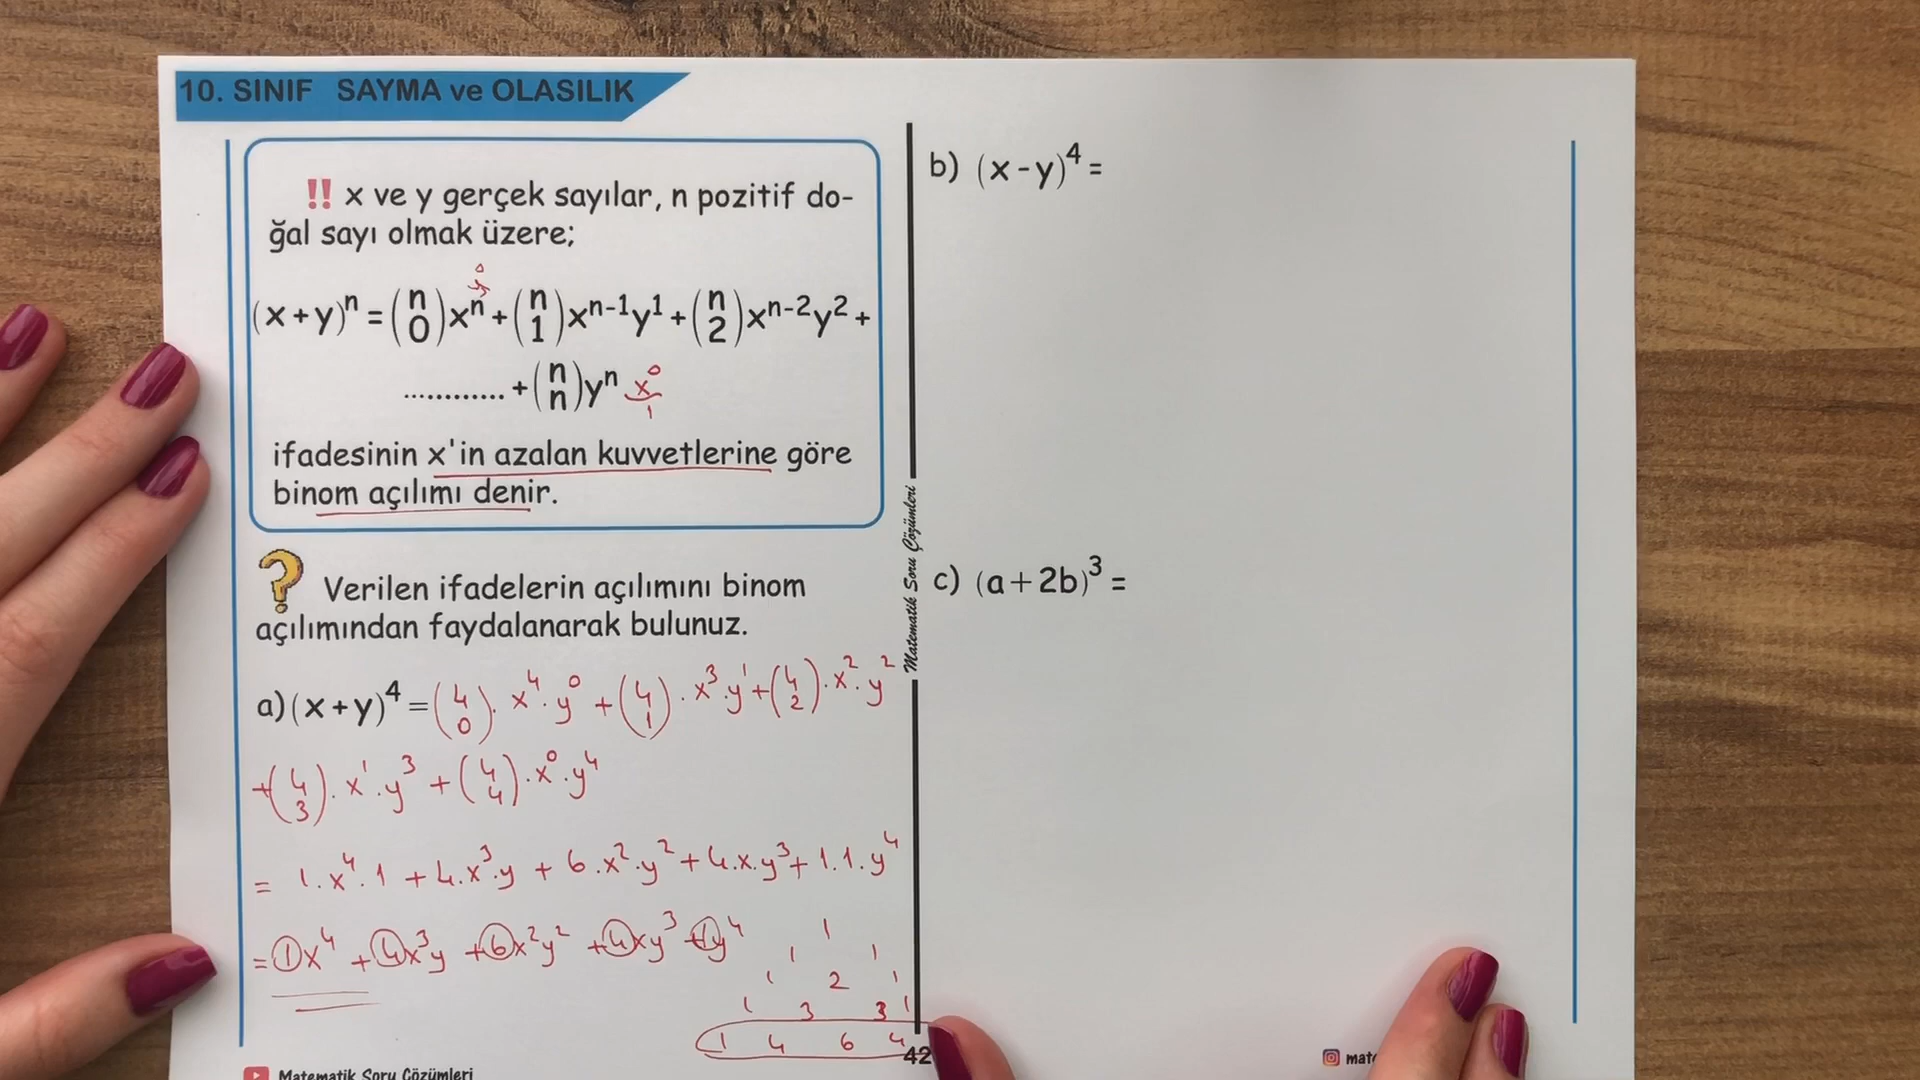 10. SINIF SAYMA ve OLASILIK
!! x ve y gerçek sayılar, n pozitif do-
ğal sayı olmak üzere;
(x+y)ⁿ = (n 0)xⁿ y⁰ + (n 1)xⁿ⁻¹y¹ + (n 2)xⁿ⁻²y² +
............ + (n n)yⁿ x⁰
1
ifadesinin x'in azalan kuvvetlerine göre
binom açılımı denir.
? Verilen ifadelerin açılımını binom
açılımından faydalanarak bulunuz.
a) (x+y)⁴ = (4 0). x⁴.y⁰ + (4 1). x³.y¹ + (4 2).x².y²
+(4 3). x¹.y³ + (4 4).x⁰.y⁴
= 1.x⁴.1 + 4.x³.y + 6.x².y² + 4.x.y³ + 1.1.y⁴
= 1x⁴ + 4x³y + 6x²y² + 4xy³ + 1y⁴
1
1 1
1 2 1
1 3 3 1
1 4 6 4
Matematik Soru Çözümleri
42
Matematik Soru Çözümleri
b) (x-y)⁴ =
c) (a+2b)³ =